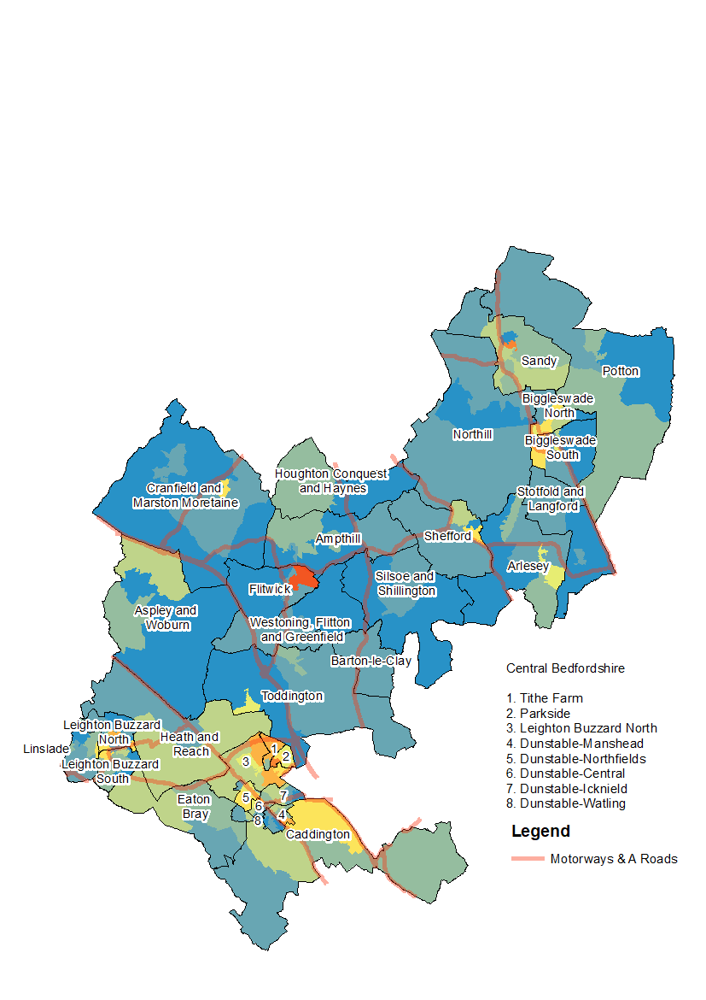 Sandy
Potton
Biggleswade
North
Northill
Biggleswade
South
Houghton Conquest
and Haynes
Cranfield and
Marston Moretaine
Stotfold and
Langford
Ampthill
Shefford
Arlesey
Flitwick
Silsoe and
Shillington
Aspley and
Woburn
Westoning, Flitton
and Greenfield
Barton-le-Clay
Toddington
Leighton Buzzard
North
Heath and
Reach
Linslade
Leighton Buzzard
South
1
2
3
Eaton
Bray
5
6
7
8
4
Caddington
Central Bedfordshire
1. Tithe Farm
2. Parkside
3. Leighton Buzzard North
4. Dunstable-Manshead
5. Dunstable-Northfields
6. Dunstable-Central
7. Dunstable-Icknield
8. Dunstable-Watling
Legend
Motorways & A Roads